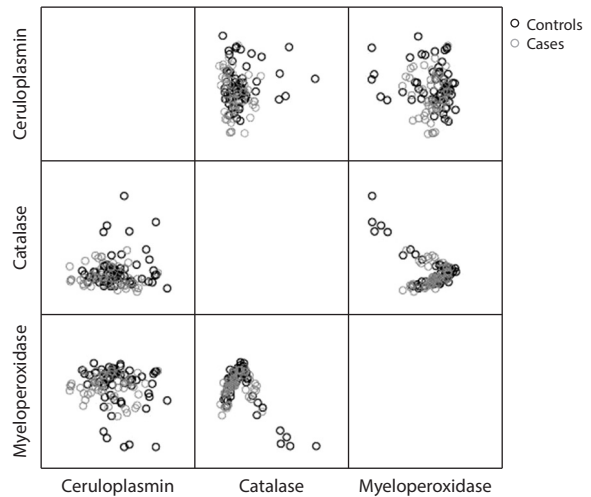 Controls
Cases
Ceruloplasmin
Catalase
Myeloperoxidase
Ceruloplasmin
Catalase
Myeloperoxidase